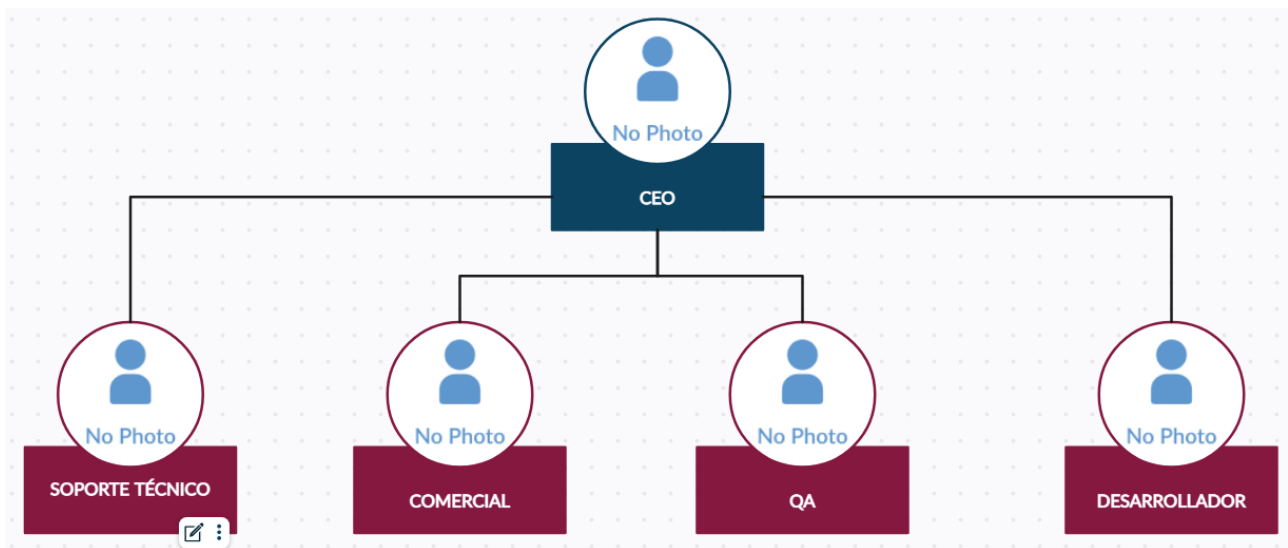 No Photo
CEO
No Photo
No Photo
No Photo
No Photo
SOPORTE TÉCNICO
COMERCIAL
QA
DESARROLLADOR